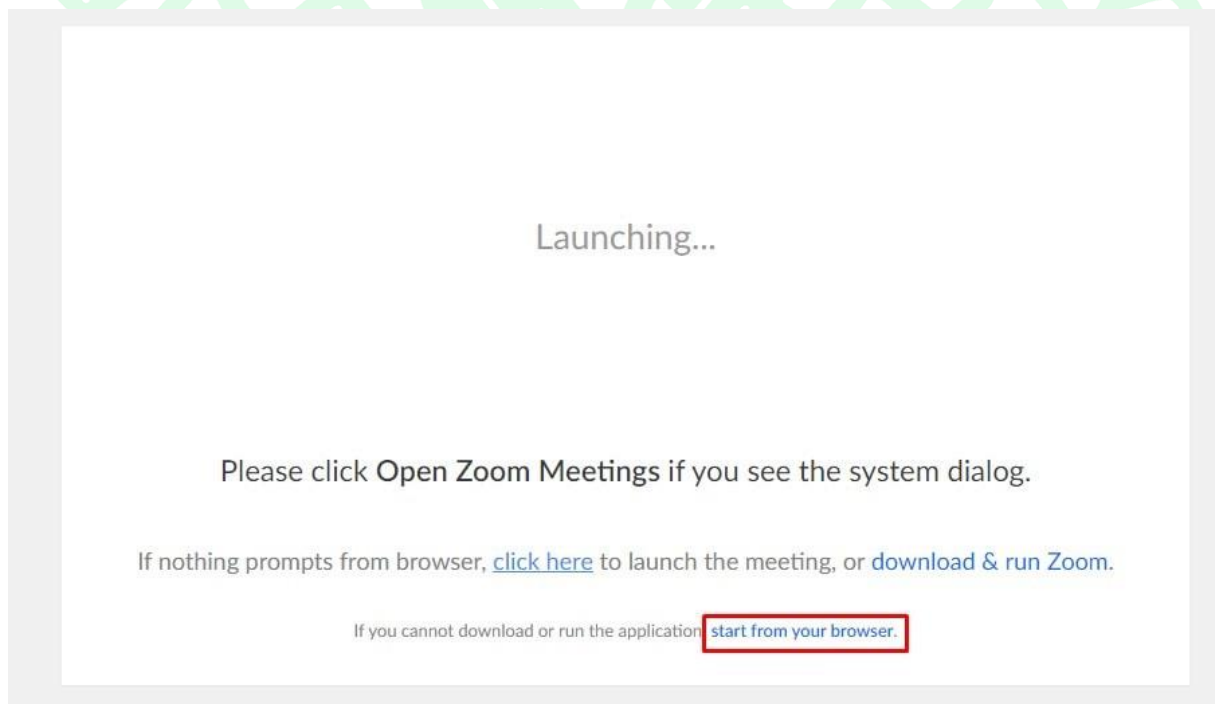 Launching...
Please click Open Zoom Meetings if you see the system dialog.
If nothing prompts from browser, click here to launch the meeting, or download & run Zoom.
If you cannot download or run the application start from your browser.